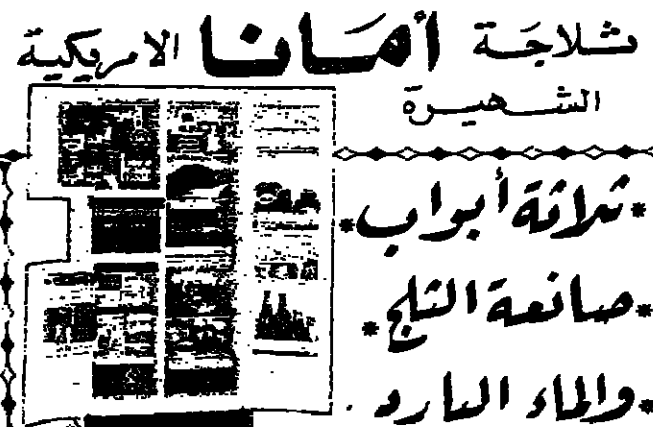 ثلاجة أمانا الامريكية
الشهيرة
* ثلاثة أبواب *
* صانعة الثلج *
* والماء البارد .